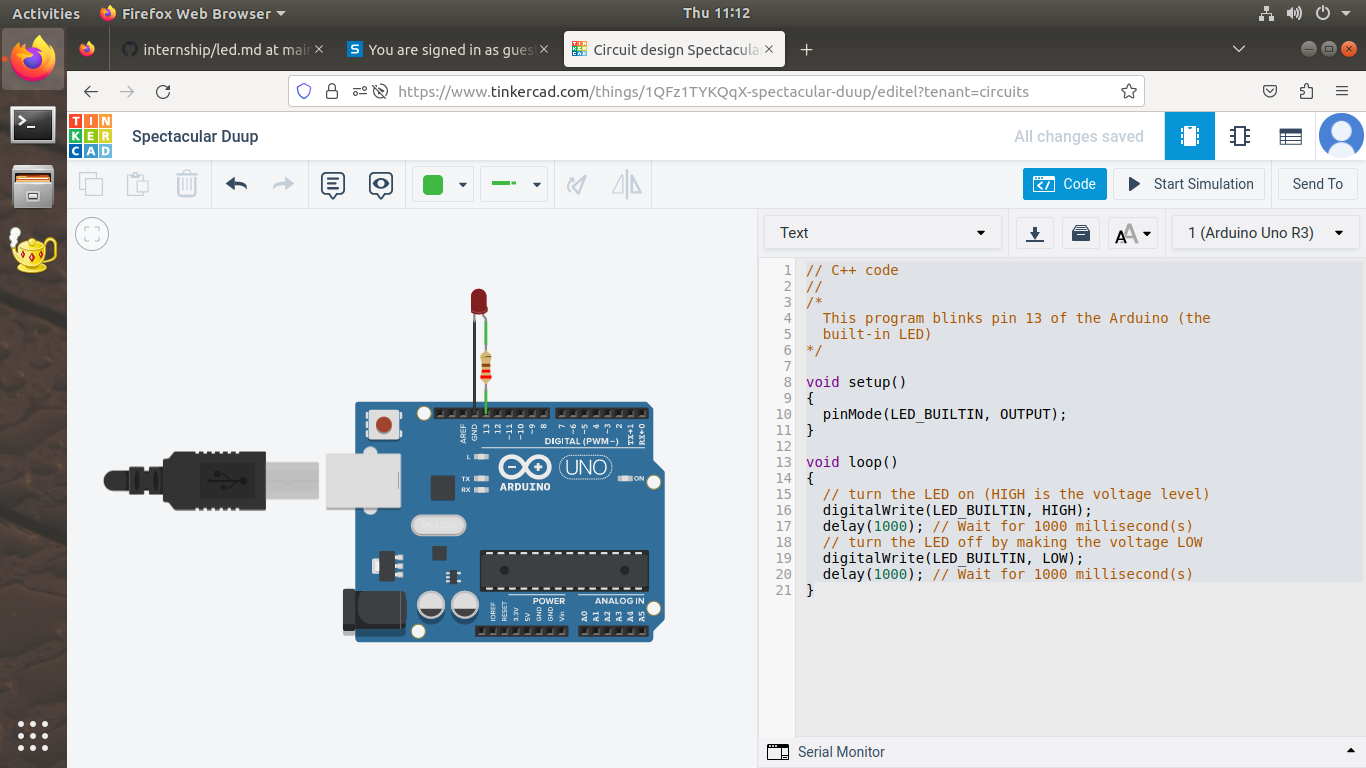 Activities
Firefox Web Browser
Thu 11:12
internship/led.md at mai
You are signed in as gues
Circuit design Spectacula
https://www.tinkercad.com/things/1QFz1TYKQqX-spectacular-duup/editel?tenant=circuits
TIN
KER
CAD
Spectacular Duup
All changes saved
Code
Start Simulation
Send To
Text
1 (Arduino Uno R3)
1 // C++ code
2 //
3 /*
4   This program blinks pin 13 of the Arduino (the
5   built-in LED)
6 */
7
8 void setup()
9 {
10   pinMode(LED_BUILTIN, OUTPUT);
11 }
12
13 void loop()
14 {
15   // turn the LED on (HIGH is the voltage level)
16   digitalWrite(LED_BUILTIN, HIGH);
17   delay(1000); // Wait for 1000 millisecond(s)
18   // turn the LED off by making the voltage LOW
19   digitalWrite(LED_BUILTIN, LOW);
20   delay(1000); // Wait for 1000 millisecond(s)
21 }
AREF
GND
13
12
~11
~10
~9
8
7
~6
~5
4
~3
2
TX→1
RX←0
DIGITAL (PWM~)
L
TX
RX
UNO
ARDUINO
ON
POWER
ANALOG IN
IOREF
RESET
3.3V
5V
GND
GND
Vin
A0
A1
A2
A3
A4
A5
Serial Monitor